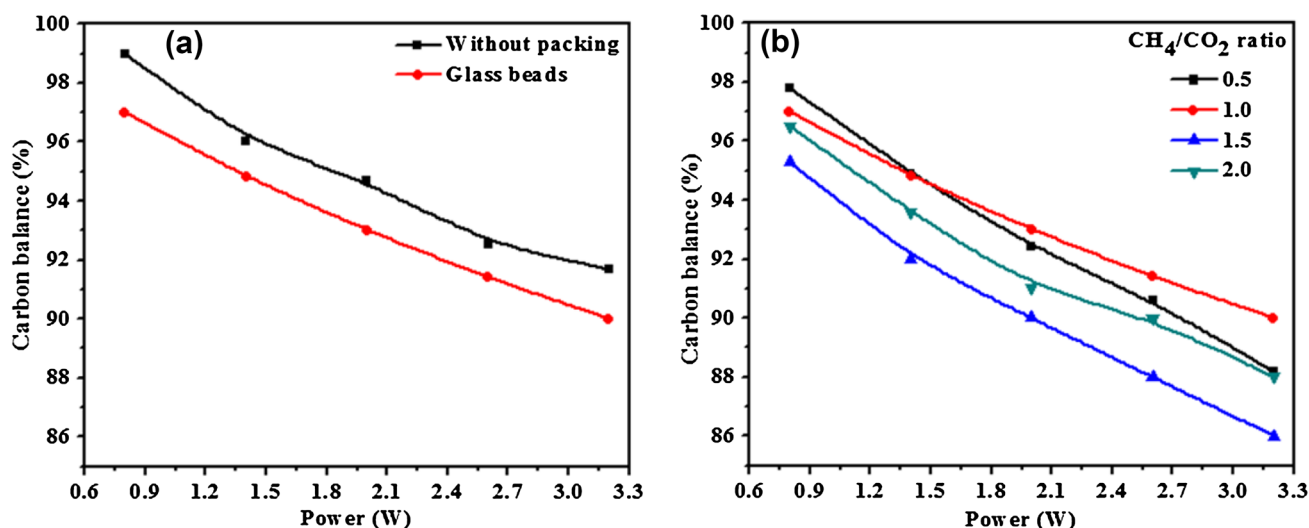 (a)
Without packing
Glass beads
Carbon balance (%)
100
98
96
94
92
90
88
86
0.6 0.9 1.2 1.5 1.8 2.1 2.4 2.7 3.0 3.3
Power (W)
(b)
CH4/CO2 ratio
0.5
1.0
1.5
2.0
Carbon balance (%)
100
98
96
94
92
90
88
86
0.6 0.9 1.2 1.5 1.8 2.1 2.4 2.7 3.0 3.3
Power (W)